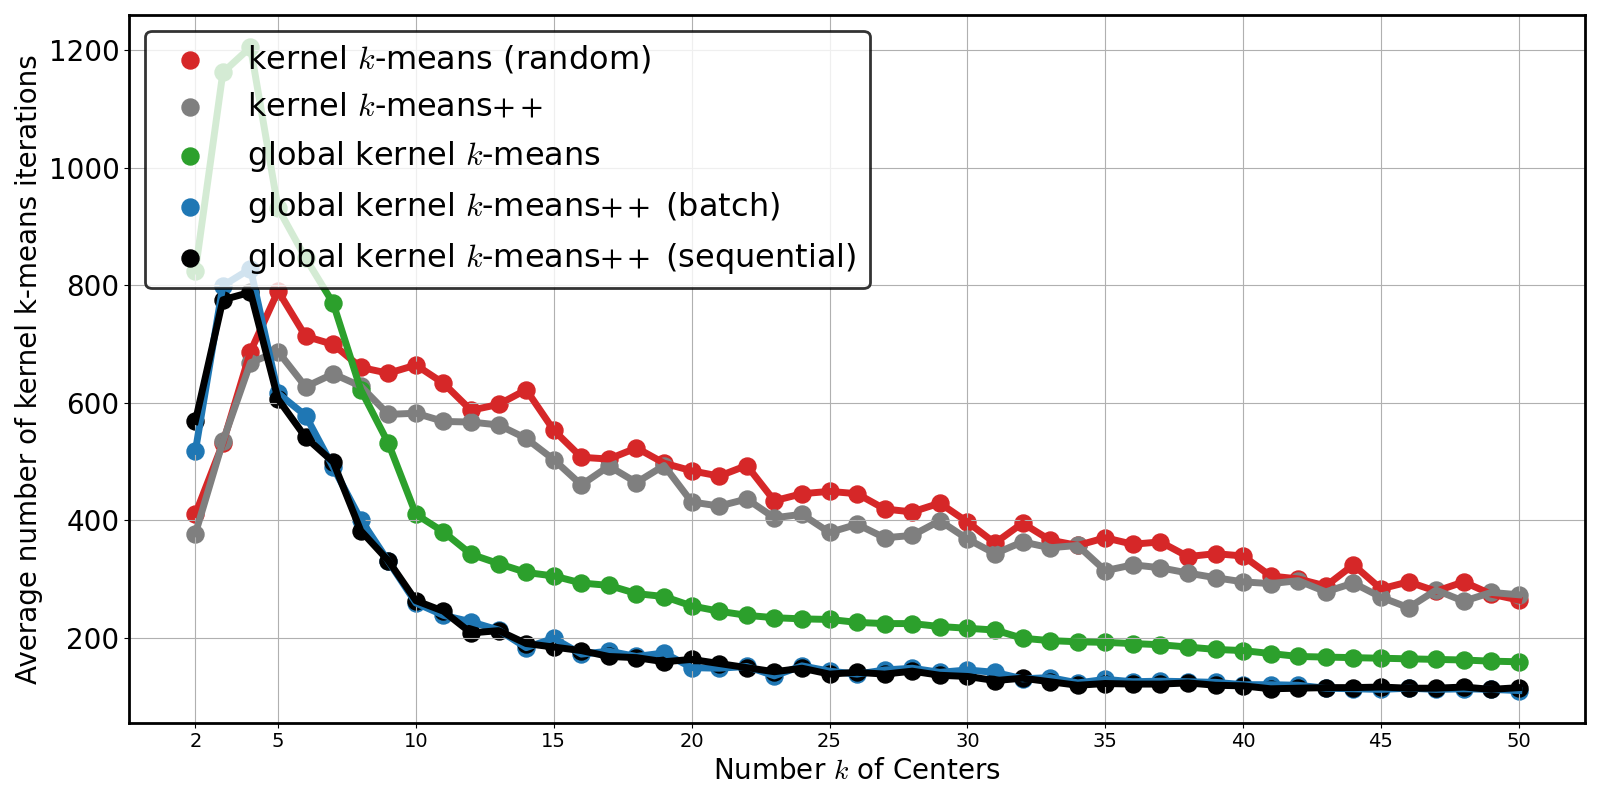 1200
1000
800
600
400
200
Average number of kernel k-means iterations
kernel k-means (random)
kernel k-means++
global kernel k-means
global kernel k-means++ (batch)
global kernel k-means++ (sequential)
2 5 10 15 20 25 30 35 40 45 50
Number k of Centers